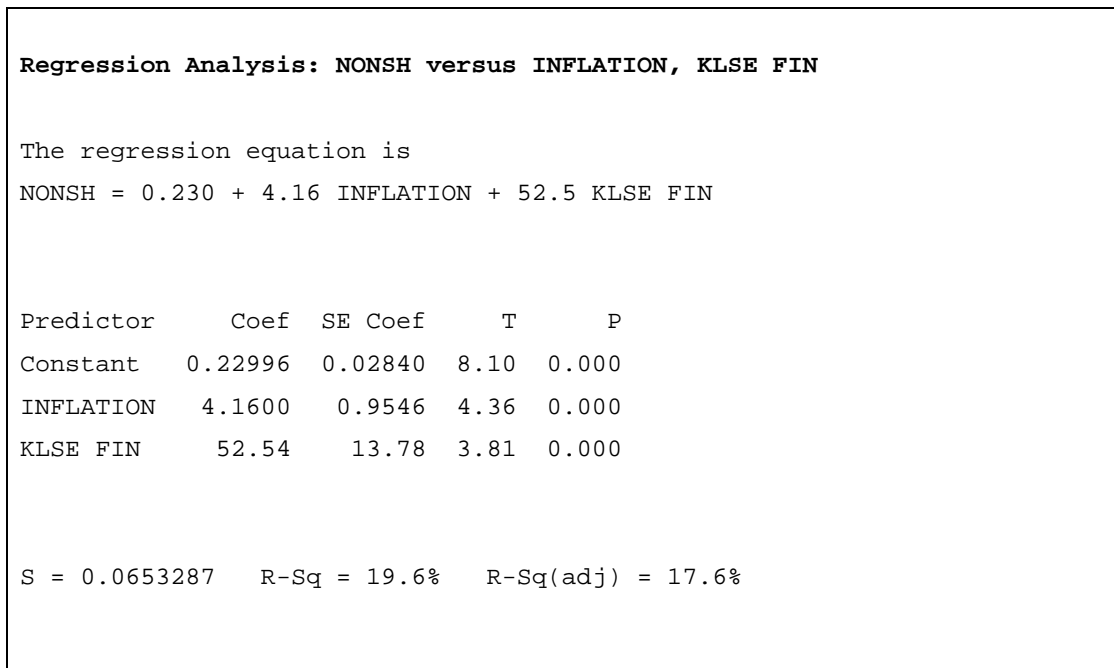 Regression Analysis: NONSH versus INFLATION, KLSE FIN
The regression equation is
NONSH = 0.230 + 4.16 INFLATION + 52.5 KLSE FIN
Predictor Coef SE Coef T P
Constant 0.22996 0.02840 8.10 0.000
INFLATION 4.1600 0.9546 4.36 0.000
KLSE FIN 52.54 13.78 3.81 0.000
S = 0.0653287 R-Sq = 19.6% R-Sq(adj) = 17.6%